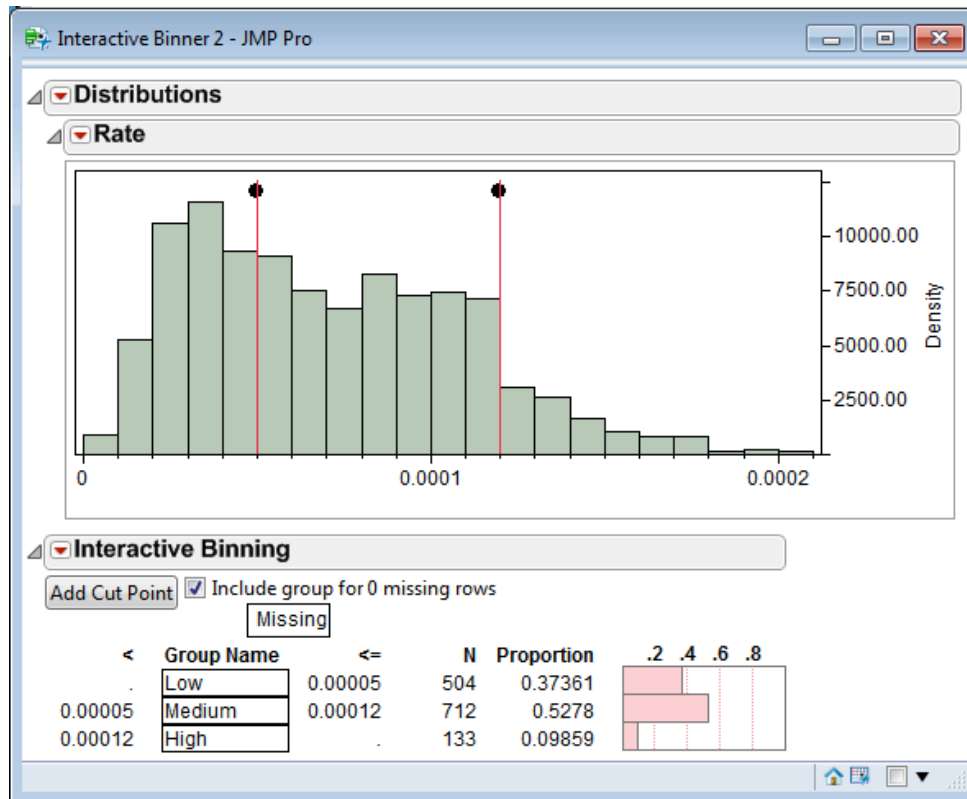 Interactive Binner 2 - JMP Pro
Distributions
Rate
10000.00
7500.00
5000.00
2500.00
Density
0 0.0001 0.0002
Interactive Binning
Add Cut Point Include group for 0 missing rows
Missing
< Group Name <= N Proportion .2 .4 .6 .8
. Low 0.00005 504 0.37361
0.00005 Medium 0.00012 712 0.5278
0.00012 High . 133 0.09859